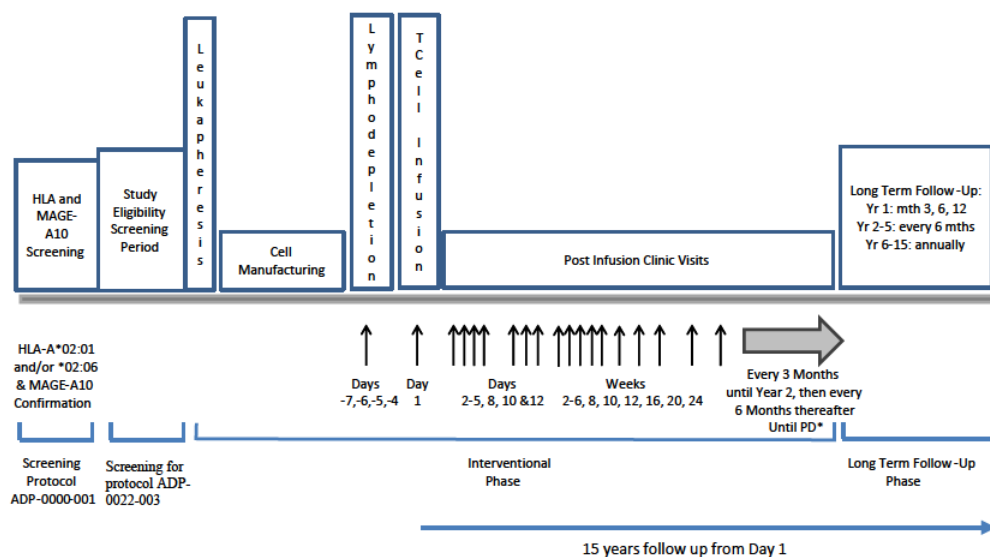 HLA and
MAGE-
A10
Screening
Study
Eligibility
Screening
Period
Leukapheresis
Cell
Manufacturing
Lymphodepletion
TCell Infusion
Post Infusion Clinic Visits
Long Term Follow-Up:
Yr 1: mth 3, 6, 12
Yr 2-5: every 6 mths
Yr 6-15: annually
HLA-A*02:01
and/or *02:06
& MAGE-A10
Confirmation
Days
-7,-6,-5,-4
Day
1
Days
2-5, 8, 10 &12
Weeks
2-6, 8, 10, 12, 16, 20, 24
Every 3 Months
until Year 2, then every
6 Months thereafter
Until PD*
Screening
Protocol
ADP-0000-001
Screening for
protocol ADP-
0022-003
Interventional
Phase
Long Term Follow-Up
Phase
15 years follow up from Day 1